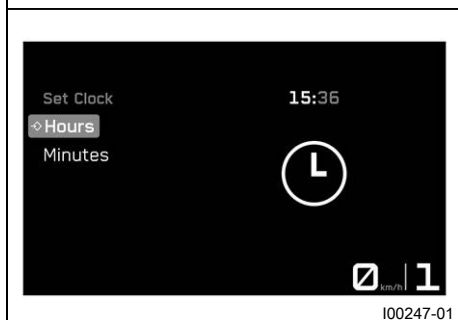 Set Clock
15:36
Hours
Minutes
0 km/h 1
I00247-01